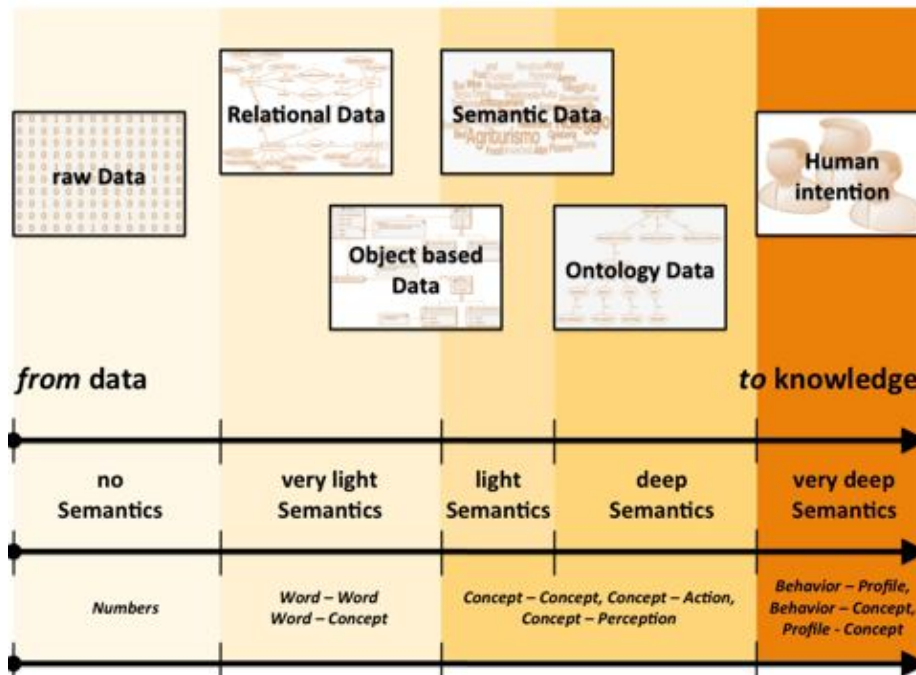 Relational Data
Semantic Data
Agriturismo
Noleggio
raw Data
Human
intention
Object based
Data
Ontology Data
from data
to knowledge
no
Semantics
very light
Semantics
light
Semantics
deep
Semantics
very deep
Semantics
Numbers
Word – Word
Word – Concept
Concept – Concept, Concept – Action,
Concept – Perception
Behavior – Profile,
Behavior – Concept,
Profile - Concept